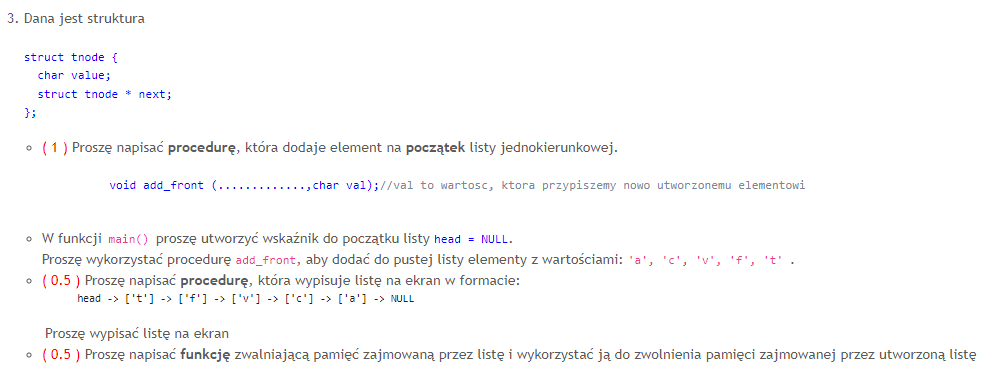 3. Dana jest struktura
struct tnode {
char value;
struct tnode * next;
};
( 1 ) Proszę napisać procedurę, która dodaje element na początek listy jednokierunkowej.
void add_front (.............,char val);//val to wartosc, ktora przypiszemy nowo utworzonemu elementowi
W funkcji main() proszę utworzyć wskaźnik do początku listy head = NULL.
Proszę wykorzystać procedurę add_front, aby dodać do pustej listy elementy z wartościami: 'a', 'c', 'v', 'f', 't' .
( 0.5 ) Proszę napisać procedurę, która wypisuje listę na ekran w formacie:
head -> ['t'] -> ['f'] -> ['v'] -> ['c'] -> ['a'] -> NULL
Proszę wypisać listę na ekran
( 0.5 ) Proszę napisać funkcję zwalniającą pamięć zajmowaną przez listę i wykorzystać ją do zwolnienia pamięci zajmowanej przez utworzoną listę